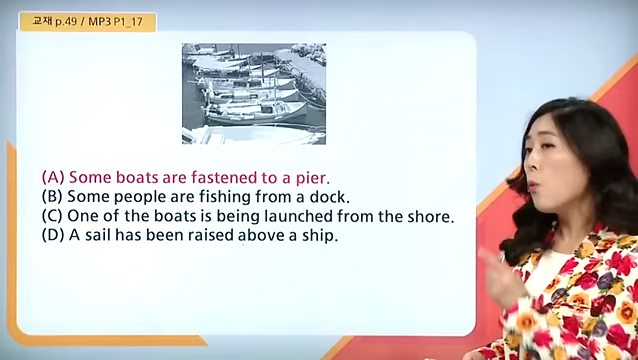 교재 p.49 / MP3 P1_17
(A) Some boats are fastened to a pier.
(B) Some people are fishing from a dock.
(C) One of the boats is being launched from the shore.
(D) A sail has been raised above a ship.